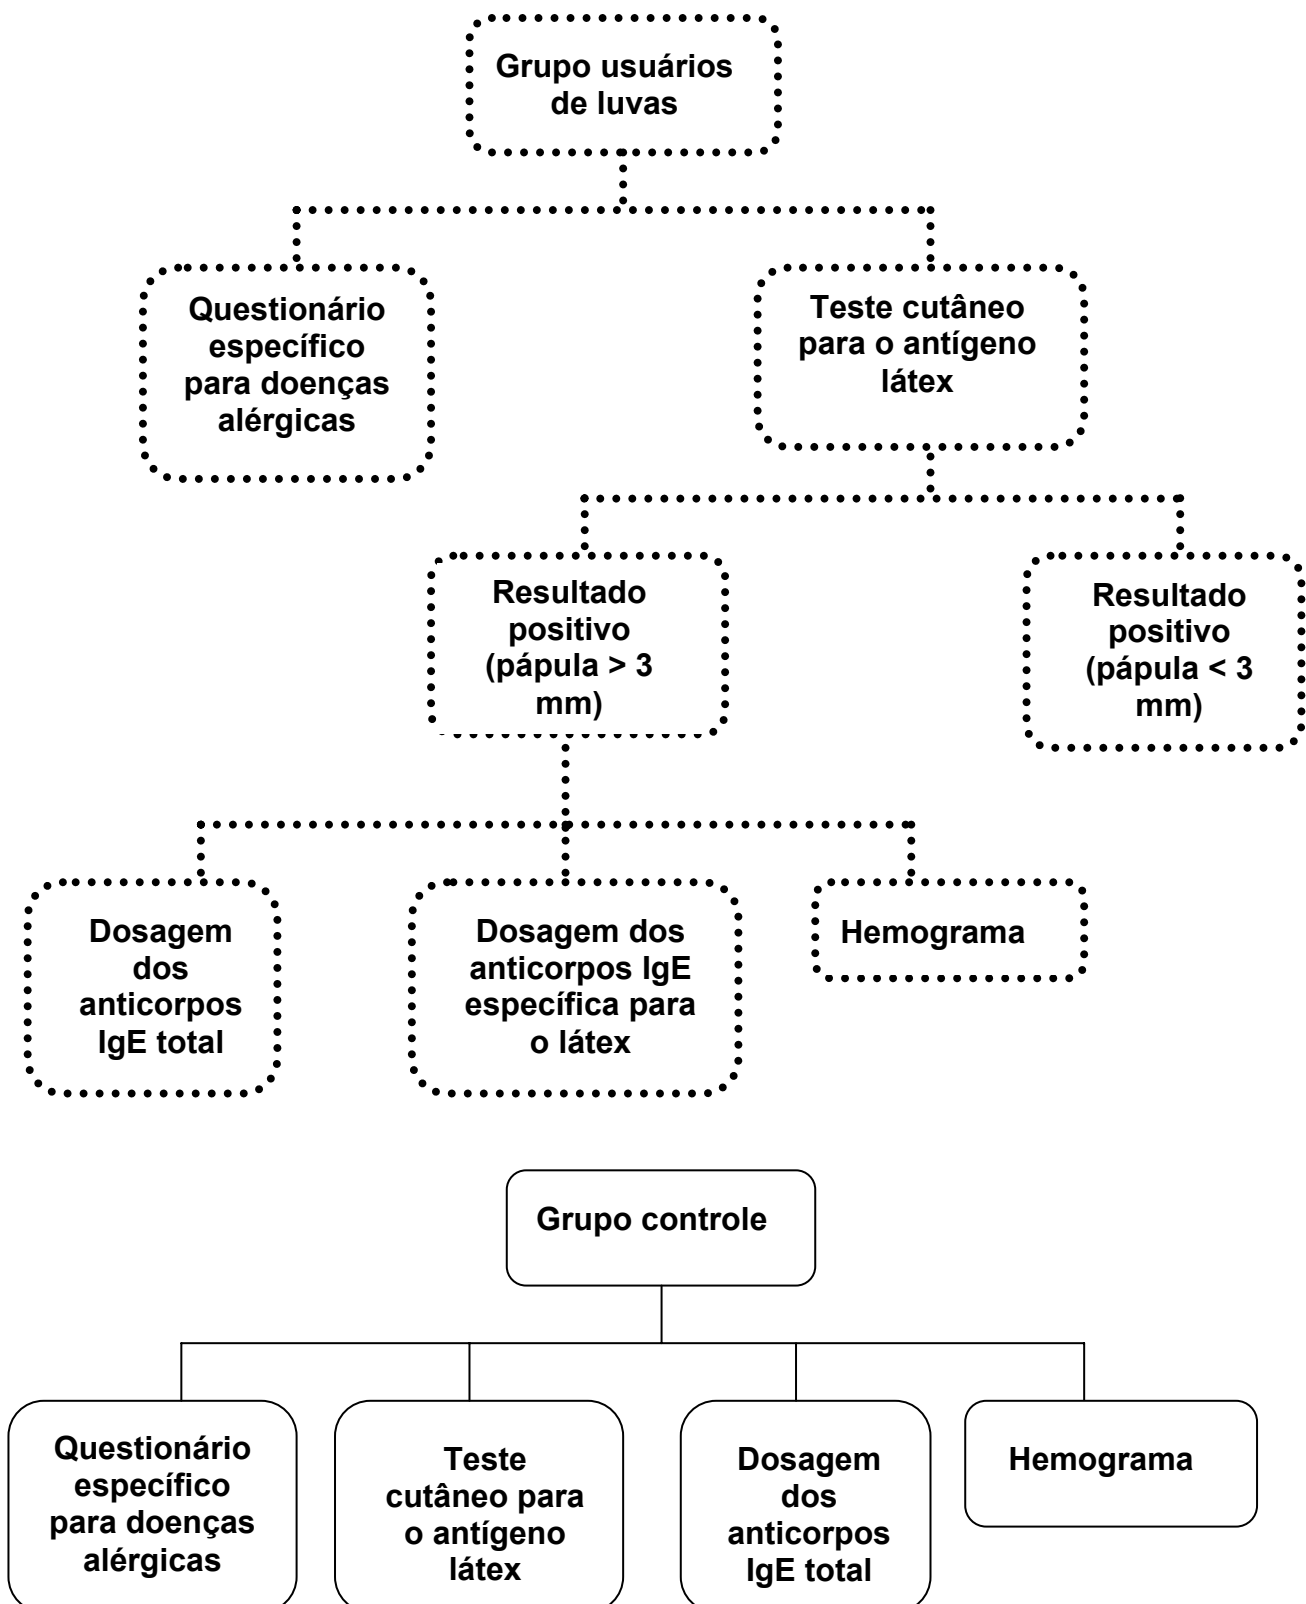 Grupo usuários
de luvas
Questionário
específico
para doenças
alérgicas
Teste cutâneo
para o antígeno
látex
Resultado
positivo
(pápula > 3
mm)
Resultado
positivo
(pápula < 3
mm)
Dosagem
dos
anticorpos
IgE total
Dosagem dos
anticorpos IgE
específica para
o látex
Hemograma
Grupo controle
Questionário
específico
para doenças
alérgicas
Teste
cutâneo para
o antígeno
látex
Dosagem
dos
anticorpos
IgE total
Hemograma